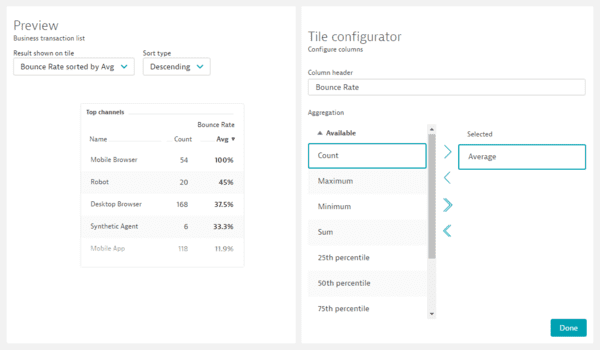 Preview
Business transaction list
Result shown on tile
Sort type
Bounce Rate sorted by Avg
Descending
Top channels
Bounce Rate
Name Count Avg ▼
Mobile Browser 54 100%
Robot 20 45%
Desktop Browser 168 37.5%
Synthetic Agent 6 33.3%
Mobile App 118 11.9%
Tile configurator
Configure columns
Column header
Bounce Rate
Aggregation
▲ Available
Count
Maximum
Minimum
Sum
25th percentile
50th percentile
75th percentile
Selected
Average
Done